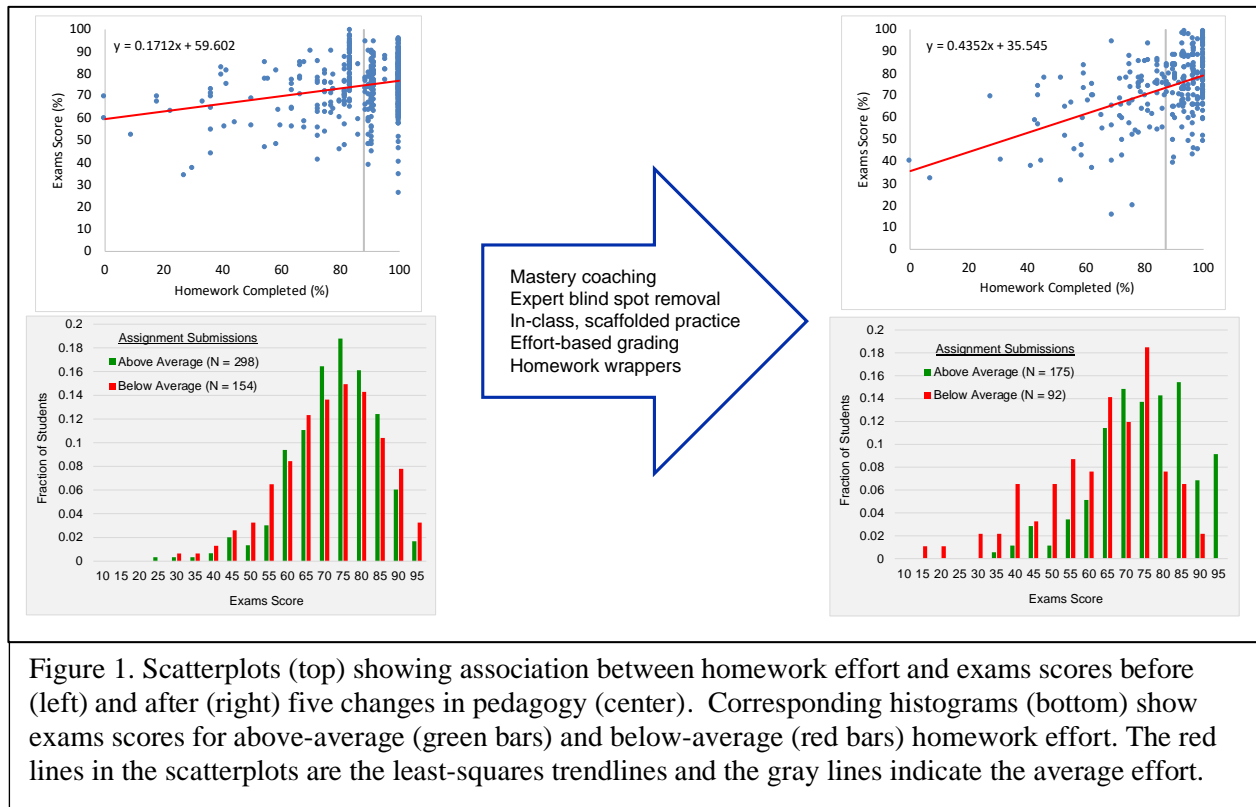 y = 0.1712x + 59.602
100
90
80
70
60
50
40
30
20
10
0
Exams Score (%)
0 20 40 60 80 100
Homework Completed (%)
0.2
0.18
0.16
0.14
0.12
0.1
0.08
0.06
0.04
0.02
0
Fraction of Students
Assignment Submissions
Above Average (N = 298)
Below Average (N = 154)
10 15 20 25 30 35 40 45 50 55 60 65 70 75 80 85 90 95
Exams Score
Mastery coaching
Expert blind spot removal
In-class, scaffolded practice
Effort-based grading
Homework wrappers
y = 0.4352x + 35.545
100
90
80
70
60
50
40
30
20
10
0
Exams Score (%)
0 20 40 60 80 100
Homework Completed (%)
0.2
0.18
0.16
0.14
0.12
0.1
0.08
0.06
0.04
0.02
0
Fraction of Students
Assignment Submissions
Above Average (N = 175)
Below Average (N = 92)
10 15 20 25 30 35 40 45 50 55 60 65 70 75 80 85 90 95
Exams Score
Figure 1. Scatterplots (top) showing association between homework effort and exams scores before
(left) and after (right) five changes in pedagogy (center).  Corresponding histograms (bottom) show
exams scores for above-average (green bars) and below-average (red bars) homework effort. The red
lines in the scatterplots are the least-squares trendlines and the gray lines indicate the average effort.